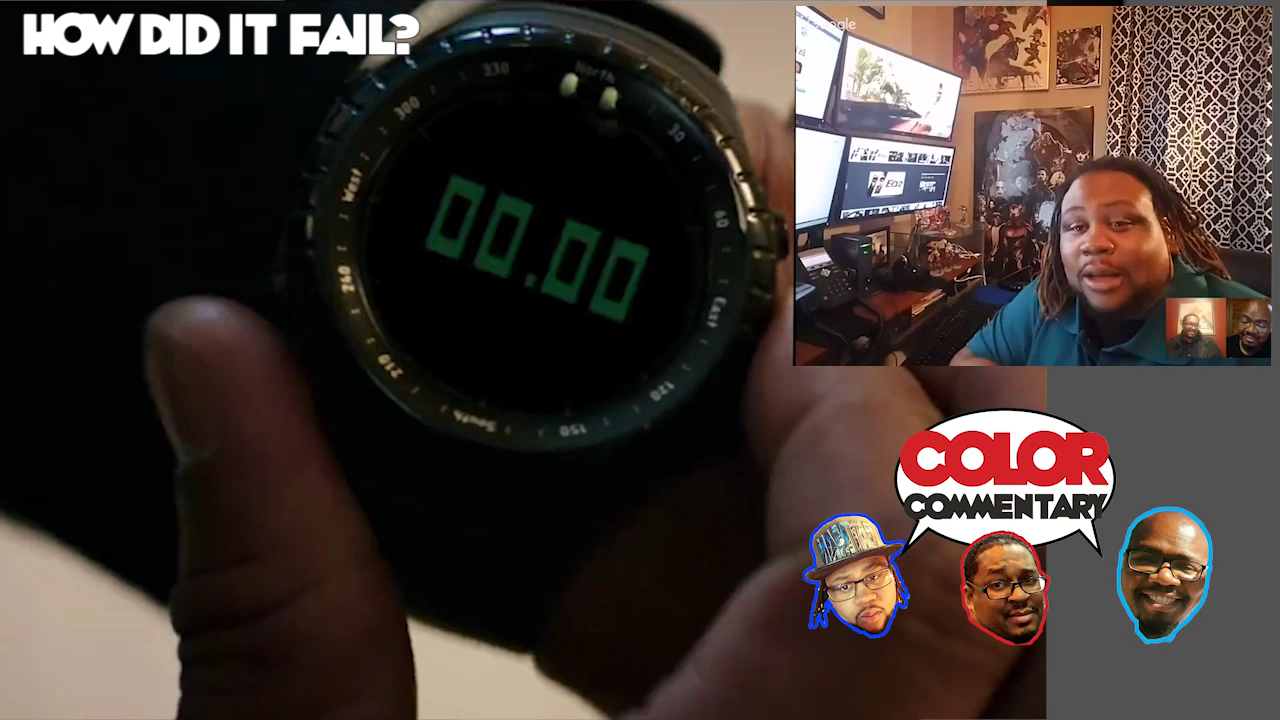 HOW DID IT FAIL?
330
North
30
300
60
West
00.00
240
East
210
120
South
150
COLOR
COMMENTARY